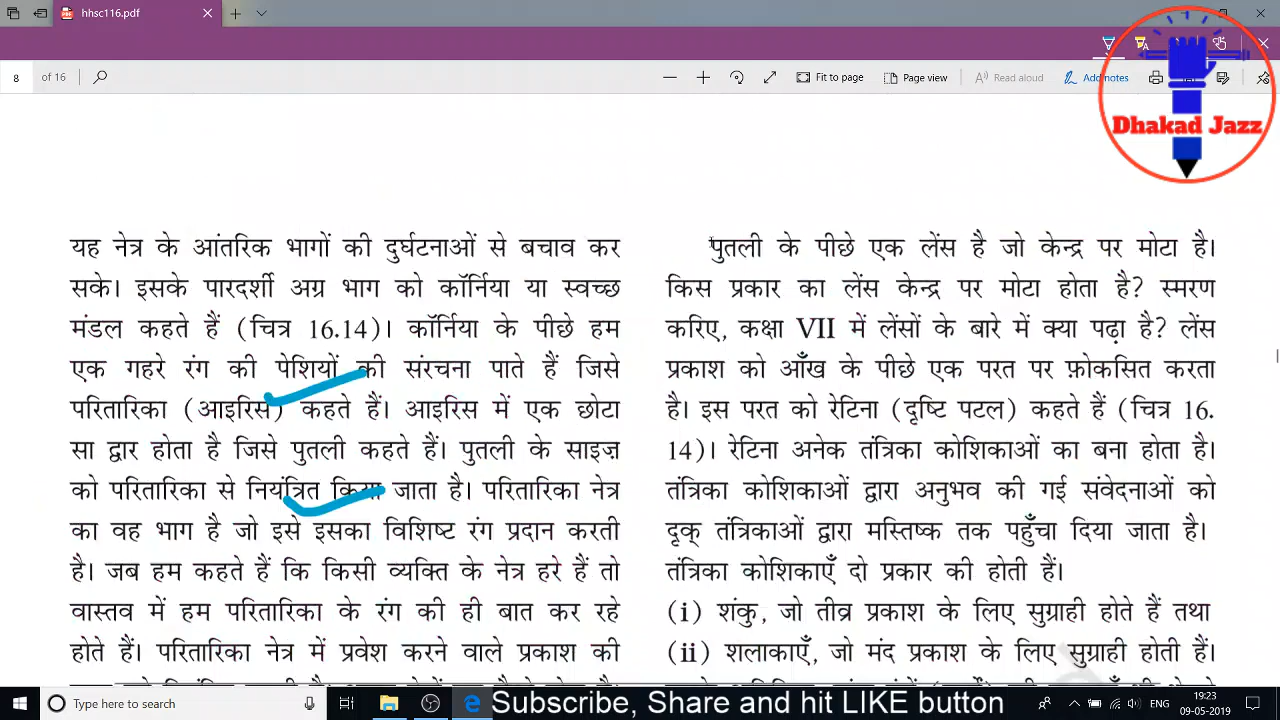 hhsc116.pdf
8 of 16
Fit to page
Page view
Read aloud
Add notes
Dhakad Jazz
यह नेत्र के आंतरिक भागों की दुर्घटनाओं से बचाव कर
सके। इसके पारदर्शी अग्र भाग को कॉर्निया या स्वच्छ
मंडल कहते हैं (चित्र 16.14)। कॉर्निया के पीछे हम
एक गहरे रंग की पेशियों की संरचना पाते हैं जिसे
परितारिका (आइरिस) कहते हैं। आइरिस में एक छोटा
सा द्वार होता है जिसे पुतली कहते हैं। पुतली के साइज़
को परितारिका से नियंत्रित किया जाता है। परितारिका नेत्र
का वह भाग है जो इसे इसका विशिष्ट रंग प्रदान करती
है। जब हम कहते हैं कि किसी व्यक्ति के नेत्र हरे हैं तो
वास्तव में हम परितारिका के रंग की ही बात कर रहे
होते हैं। परितारिका नेत्र में प्रवेश करने वाले प्रकाश की
पुतली के पीछे एक लेंस है जो केन्द्र पर मोटा है।
किस प्रकार का लेंस केन्द्र पर मोटा होता है? स्मरण
करिए, कक्षा VII में लेंसों के बारे में क्या पढ़ा है? लेंस
प्रकाश को आँख के पीछे एक परत पर फ़ोकसित करता
है। इस परत को रेटिना (दृष्टि पटल) कहते हैं (चित्र 16.
14)। रेटिना अनेक तंत्रिका कोशिकाओं का बना होता है।
तंत्रिका कोशिकाओं द्वारा अनुभव की गई संवेदनाओं को
दृक् तंत्रिकाओं द्वारा मस्तिष्क तक पहुँचा दिया जाता है।
तंत्रिका कोशिकाएँ दो प्रकार की होती हैं।
(i) शंकु, जो तीव्र प्रकाश के लिए सुग्राही होते हैं तथा
(ii) शलाकाएँ, जो मंद प्रकाश के लिए सुग्राही होती हैं।
Type here to search
Subscribe, Share and hit LIKE button
19:23
09-05-2019